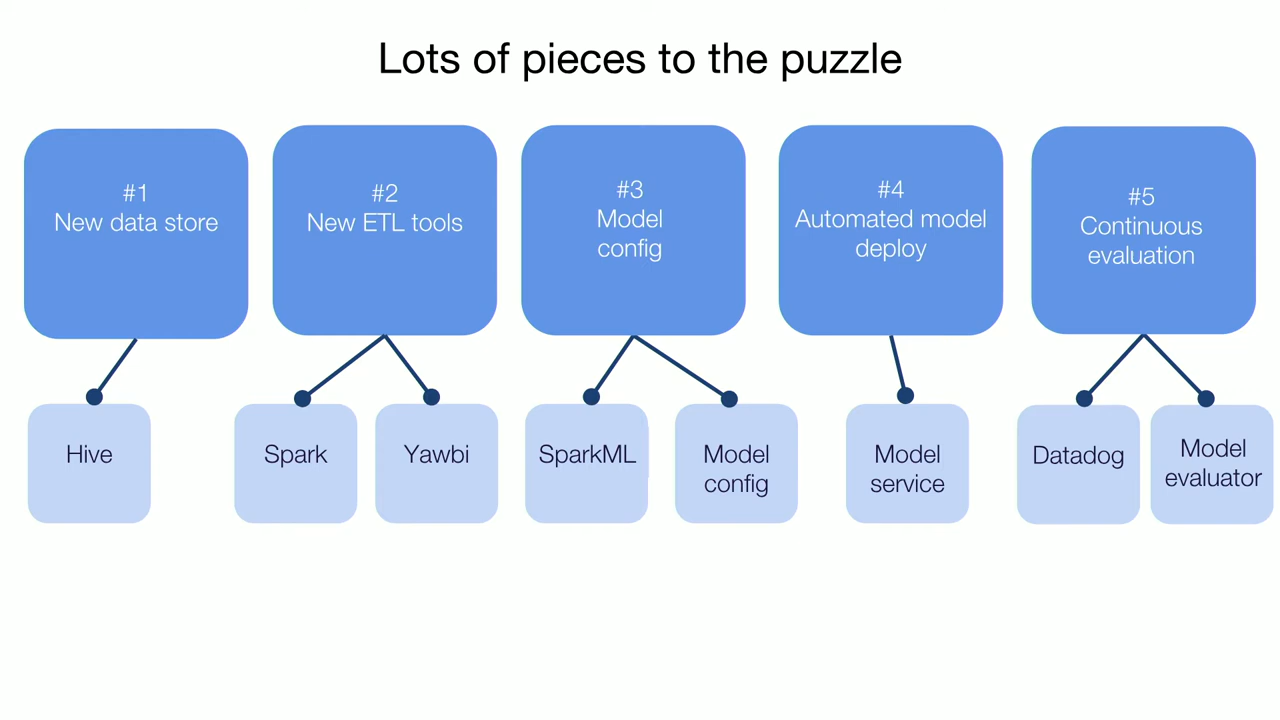 Lots of pieces to the puzzle
#1
New data store
#2
New ETL tools
#3
Model
config
#4
Automated model
deploy
#5
Continuous
evaluation
Hive
Spark
Yawbi
SparkML
Model
config
Model
service
Datadog
Model
evaluator